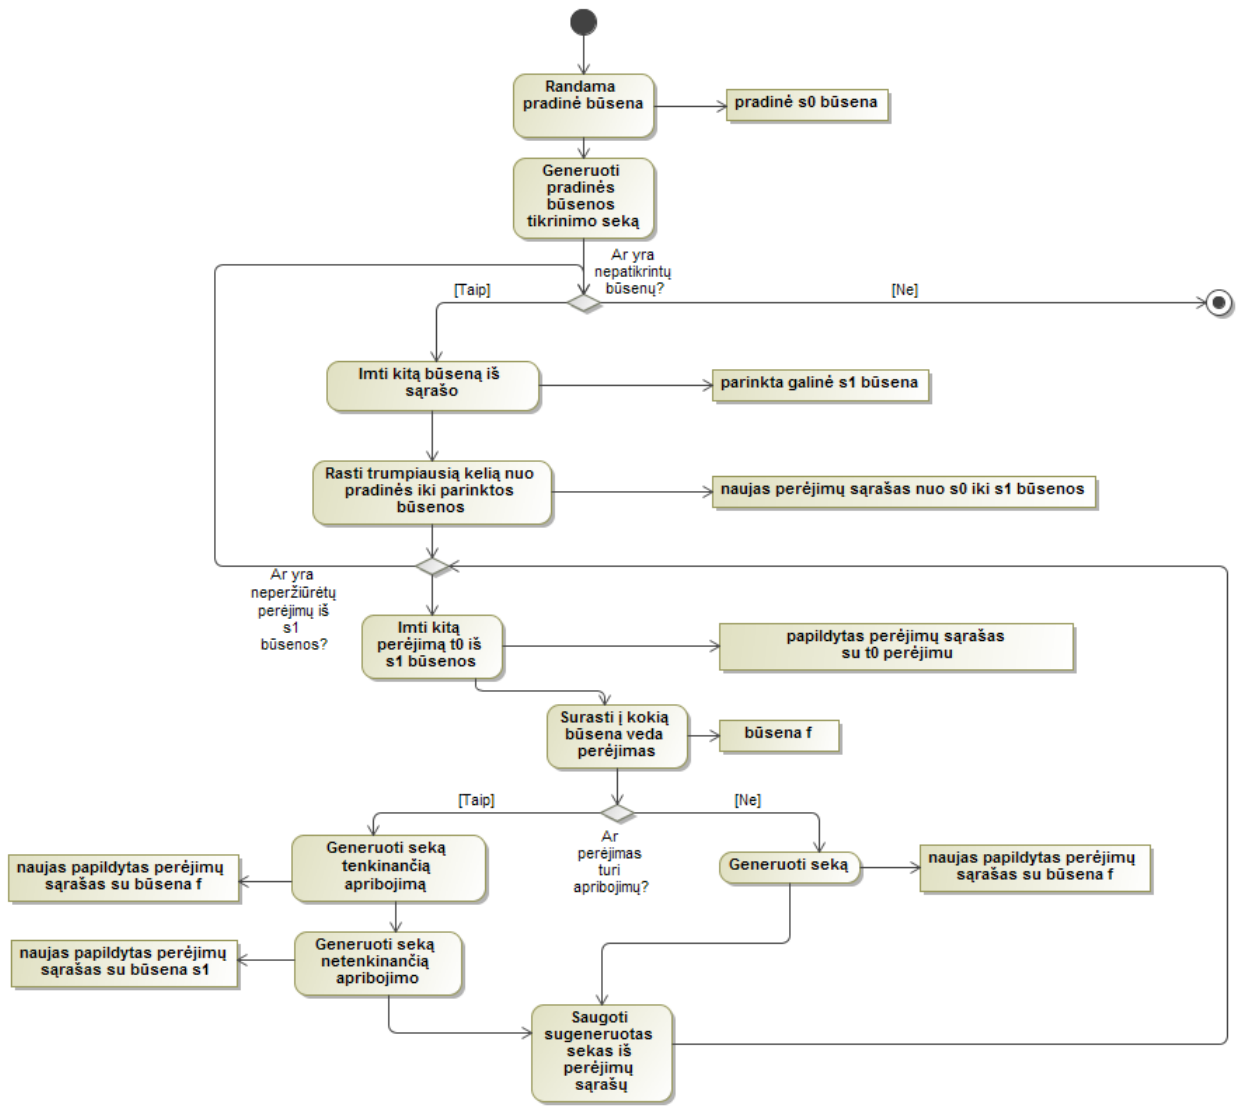 Randama
pradinė būsena
pradinė s0 būsena
Generuoti
pradinės
būsenos
tikrinimo seką
Ar yra
nepatikrintų
būsenų?
[Taip]
[Ne]
Imti kitą būseną iš
sąrašo
parinkta galinė s1 būsena
Rasti trumpiausią kelią nuo
pradinės iki parinktos
būsenos
naujas perėjimų sąrašas nuo s0 iki s1 būsenos
Ar yra
neperžiūrėtų
perėjimų iš
s1
būsenos?
Imti kitą
perėjimą t0 iš
s1 būsenos
papildytas perėjimų sąrašas
su t0 perėjimu
Surasti į kokią
būsena veda
perėjimas
būsena f
[Taip]
[Ne]
Ar
perėjimas
turi
apribojimų?
Generuoti seką
tenkinančią
apribojimą
naujas papildytas perėjimų
sąrašas su būsena f
Generuoti seką
naujas papildytas perėjimų
sąrašas su būsena f
Generuoti seką
netenkinančią
apribojimo
naujas papildytas perėjimų
sąrašas su būsena s1
Saugoti
sugeneruotas
sekas iš
perėjimų
sąrašų